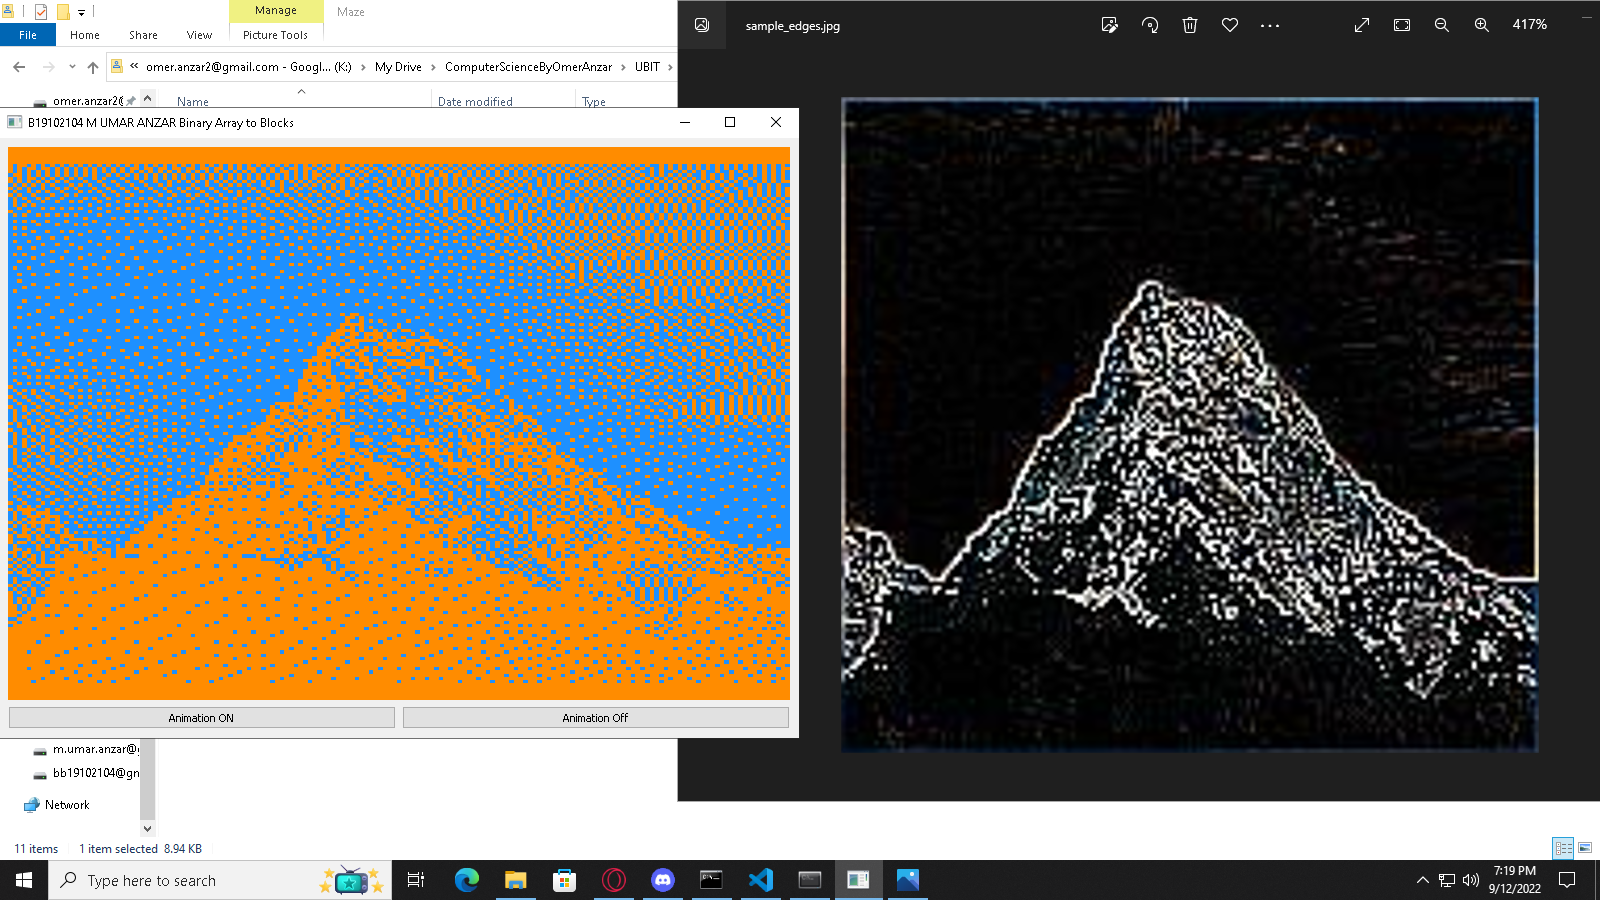 Manage
Maze
File
Home
Share
View
Picture Tools
« omer.anzar2@gmail.com - Googl... (K:) > My Drive > ComputerScienceByOmerAnzar > UBIT >
omer.anzar2(
Name
Date modified
Type
B19102104 M UMAR ANZAR Binary Array to Blocks
Animation ON
Animation Off
m.umar.anzar@g
bb19102104@gn
Network
11 items
1 item selected 8.94 KB
sample_edges.jpg
417%
Type here to search
7:19 PM
9/12/2022